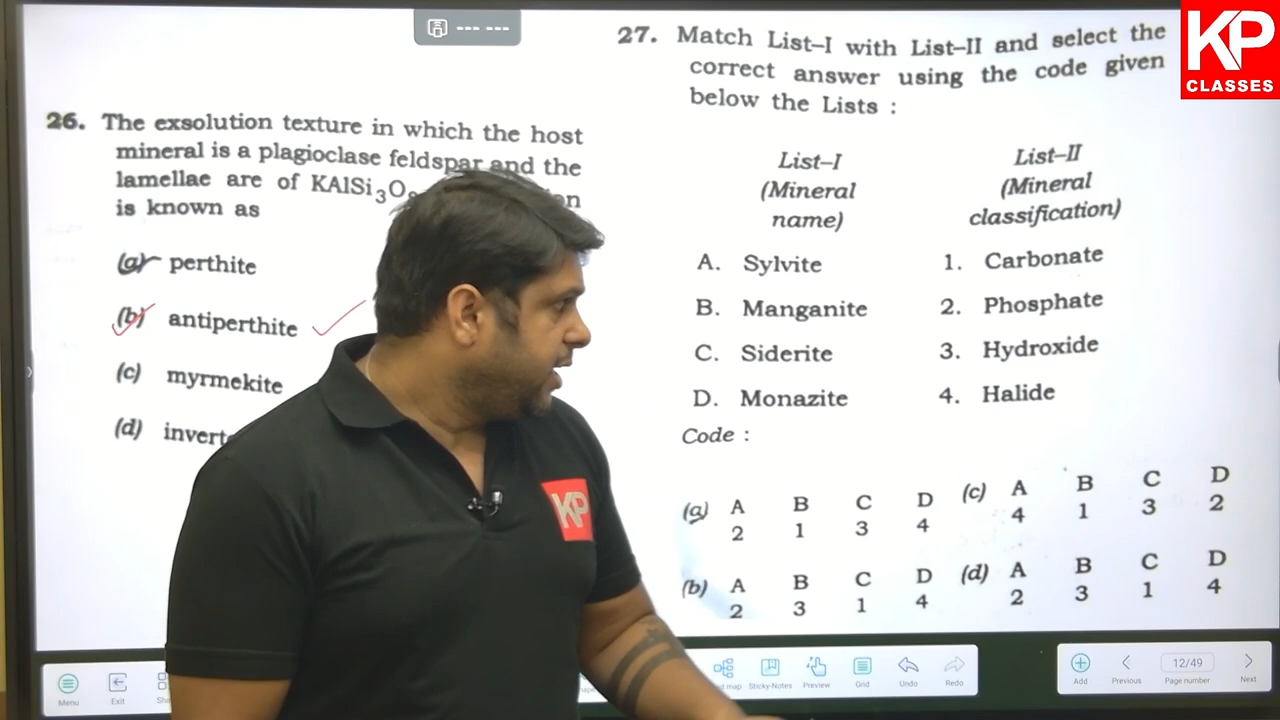 26. The exsolution texture in which the host
mineral is a plagioclase feldspar and the
lamellae are of KAlSi3O
is known as
(a) perthite
(b) antiperthite
(c) myrmekite
(d)
27. Match List–I with List–II and select the
correct answer using the code given
below the Lists :
List–I List–II
(Mineral (Mineral
name) classification)
A. Sylvite 1. Carbonate
B. Manganite 2. Phosphate
C. Siderite 3. Hydroxide
D. Monazite 4. Halide
Code :
(a) A B C D (c) A B C D
2 1 3 4 4 1 3 2
(b) A B C D (d) A B C D
2 3 1 4 2 3 1 4
KP
CLASSES
KP
Menu Exit Sticky-Notes Preview Grid Undo Redo
Add Previous 12/49 Page number Next